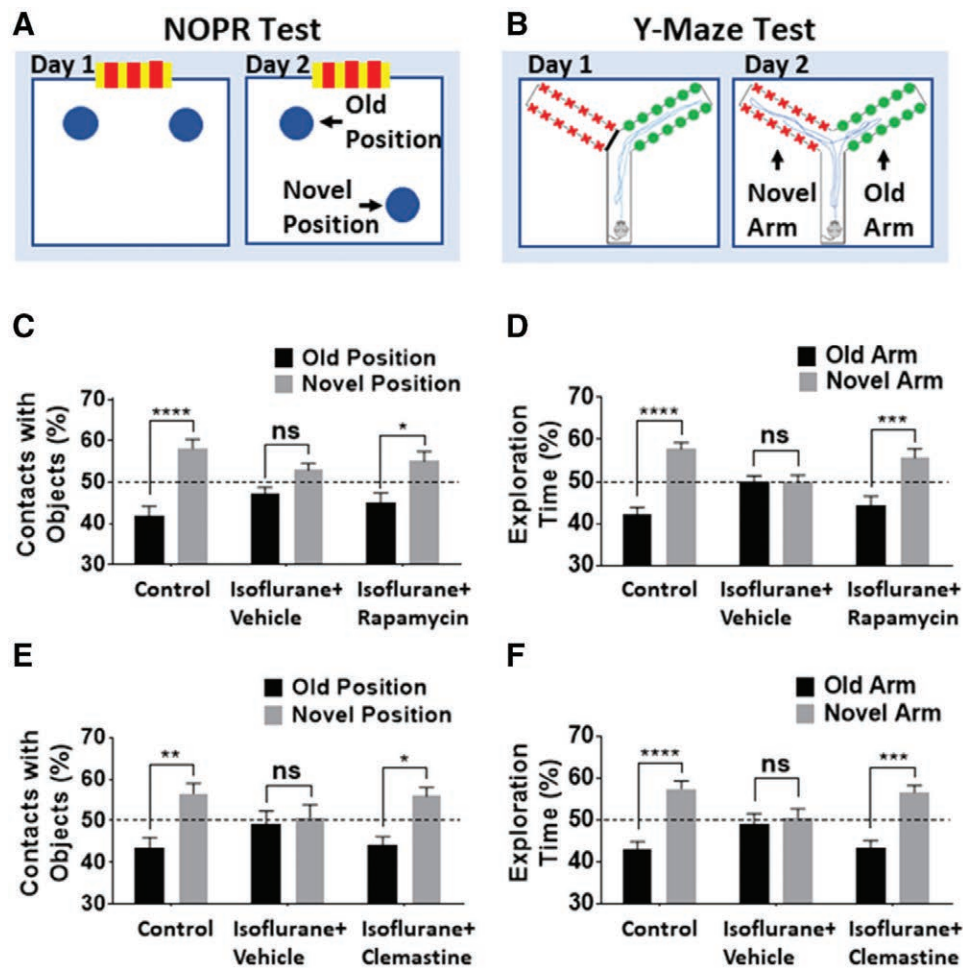 A
NOPR Test
Day 1
Day 2
Old
Position
Novel
Position
B
Y-Maze Test
Day 1
Day 2
Novel
Arm
Old
Arm
C
Old Position
Novel Position
Contacts with
Objects (%)
70
60
50
40
30
****
ns
*
Control
Isoflurane+
Vehicle
Isoflurane+
Rapamycin
D
Old Arm
Novel Arm
Exploration
Time (%)
70
60
50
40
30
****
ns
***
Control
Isoflurane+
Vehicle
Isoflurane+
Rapamycin
E
Old Position
Novel Position
Contacts with
Objects (%)
70
60
50
40
30
**
ns
*
Control
Isoflurane+
Vehicle
Isoflurane+
Clemastine
F
Old Arm
Novel Arm
Exploration
Time (%)
70
60
50
40
30
****
ns
***
Control
Isoflurane+
Vehicle
Isoflurane+
Clemastine